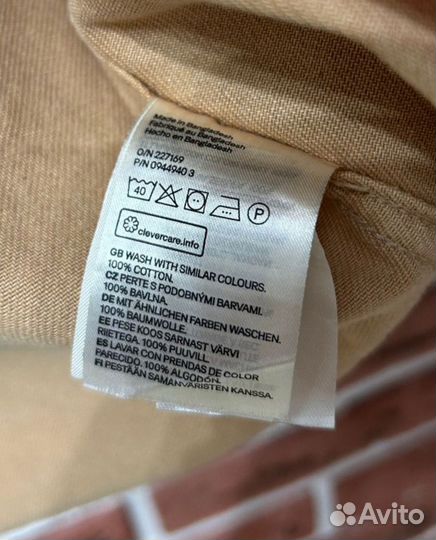 Made in Bangladesh
Fabriqué au Bangladesh
Hecho en Bangladesh
O/N 227169
P/N 0944940 3
40
P
clevercare.info
GB WASH WITH SIMILAR COLOURS.
100% COTTON.
CZ PERTE S PODOBNÝMI BARVAMI.
100% BAVLNA.
DE MIT ÄHNLICHEN FARBEN WASCHEN.
100% BAUMWOLLE.
EE PESE KOOS SARNAST VÄRVI
RIETEGA. 100% PUUVILL.
ES LAVAR CON PRENDAS DE COLOR
PARECIDO. 100% ALGODÓN.
FI PESTÄÄN SAMANVÄRISTEN KANSSA.
Avito